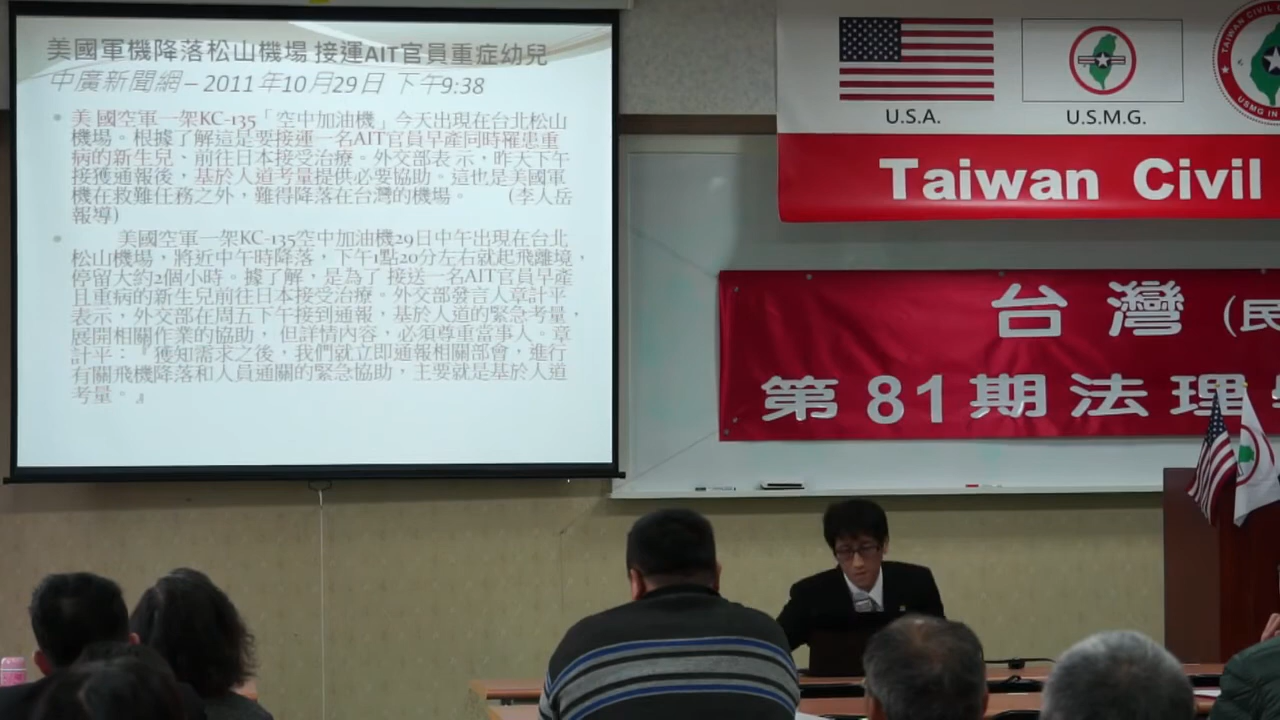 美國軍機降落松山機場 接運AIT官員重症幼兒
中廣新聞網 – 2011年10月29日 下午9:38
• 美 國空軍一架KC-135「空中加油機」今天出現在台北松山
機場。根據了解這是要接運一名AIT官員早產同時罹患重
病的新生兒、前往日本接受治療。外交部表 示，昨天下午
接獲通報後，基於人道考量提供必要協助。這也是美國軍
機在救難任務之外，難得降落在台灣的機場。 (李人岳
報導)
• 美國空軍一架KC-135空中加油機29日中午出現在台北
松山機場，將近中午時降落，下午1點20分左右就起飛離境，
停留大約2個小時。據了解，是為了 接送一名AIT官員早產
且重病的新生兒前往日本接受治療。外交部發言人章計平
表示，外交部在周五下午接到通報，基於人道的緊急考量，
展開相關作業的協助，但詳情內容，必須尊重當事人。章
計平：『獲知需求之後，我們就立即通報相關部會，進行
有關飛機降落和人員通關的緊急協助，主要就是基於人道
考量。』
U.S.A.
U.S.M.G.
TAIWAN CIVIL
USMG IN
Taiwan Civil
台灣(民
第81期法理